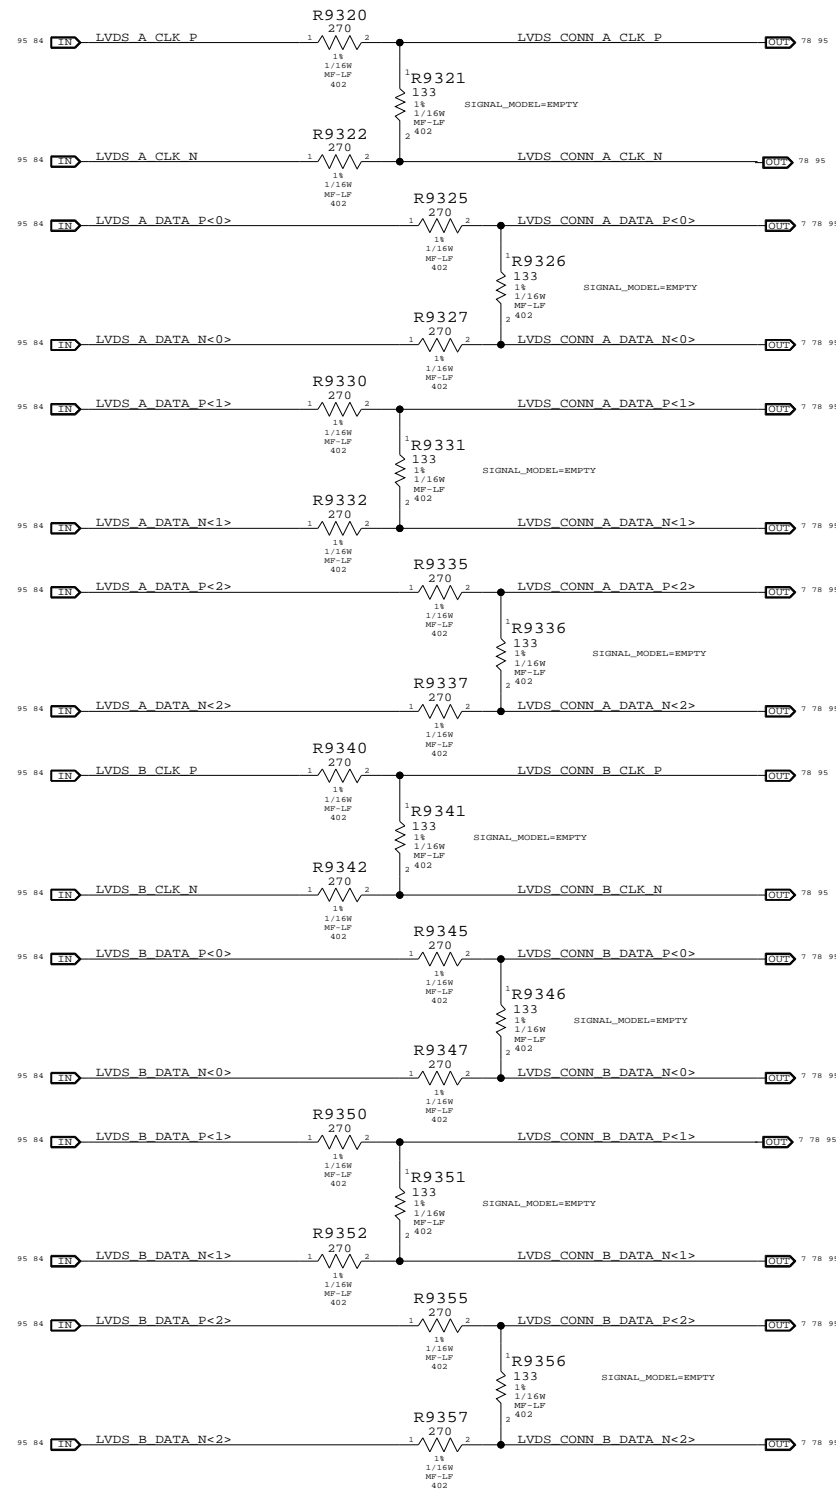 R9320
95 84 IN LVDS_A_CLK_P 1 270 2 LVDS_CONN_A_CLK_P OUT 78 95
1%
1/16W
MF-LF
402
1 R9321
133
1% SIGNAL_MODEL=EMPTY
1/16W
MF-LF
2 402
R9322
95 84 IN LVDS_A_CLK_N 1 270 2 LVDS_CONN_A_CLK_N OUT 78 95
1%
1/16W
MF-LF
402
R9325
95 84 IN LVDS_A_DATA_P<0> 1 270 2 LVDS_CONN_A_DATA_P<0> OUT 7 78 95
1%
1/16W
MF-LF
402
1 R9326
133
1% SIGNAL_MODEL=EMPTY
1/16W
MF-LF
2 402
R9327
95 84 IN LVDS_A_DATA_N<0> 1 270 2 LVDS_CONN_A_DATA_N<0> OUT 7 78 95
1%
1/16W
MF-LF
402
R9330
95 84 IN LVDS_A_DATA_P<1> 1 270 2 LVDS_CONN_A_DATA_P<1> OUT 7 78 95
1%
1/16W
MF-LF
402
1 R9331
133
1% SIGNAL_MODEL=EMPTY
1/16W
MF-LF
2 402
R9332
95 84 IN LVDS_A_DATA_N<1> 1 270 2 LVDS_CONN_A_DATA_N<1> OUT 7 78 95
1%
1/16W
MF-LF
402
R9335
95 84 IN LVDS_A_DATA_P<2> 1 270 2 LVDS_CONN_A_DATA_P<2> OUT 7 78 95
1%
1/16W
MF-LF
402
1 R9336
133
1% SIGNAL_MODEL=EMPTY
1/16W
MF-LF
2 402
R9337
95 84 IN LVDS_A_DATA_N<2> 1 270 2 LVDS_CONN_A_DATA_N<2> OUT 7 78 95
1%
1/16W
MF-LF
402
R9340
95 84 IN LVDS_B_CLK_P 1 270 2 LVDS_CONN_B_CLK_P OUT 78 95
1%
1/16W
MF-LF
402
1 R9341
133
1% SIGNAL_MODEL=EMPTY
1/16W
MF-LF
2 402
R9342
95 84 IN LVDS_B_CLK_N 1 270 2 LVDS_CONN_B_CLK_N OUT 78 95
1%
1/16W
MF-LF
402
R9345
95 84 IN LVDS_B_DATA_P<0> 1 270 2 LVDS_CONN_B_DATA_P<0> OUT 7 78 95
1%
1/16W
MF-LF
402
1 R9346
133
1% SIGNAL_MODEL=EMPTY
1/16W
MF-LF
2 402
R9347
95 84 IN LVDS_B_DATA_N<0> 1 270 2 LVDS_CONN_B_DATA_N<0> OUT 7 78 95
1%
1/16W
MF-LF
402
R9350
95 84 IN LVDS_B_DATA_P<1> 1 270 2 LVDS_CONN_B_DATA_P<1> OUT 7 78 95
1%
1/16W
MF-LF
402
1 R9351
133
1% SIGNAL_MODEL=EMPTY
1/16W
MF-LF
2 402
R9352
95 84 IN LVDS_B_DATA_N<1> 1 270 2 LVDS_CONN_B_DATA_N<1> OUT 7 78 95
1%
1/16W
MF-LF
402
R9355
95 84 IN LVDS_B_DATA_P<2> 1 270 2 LVDS_CONN_B_DATA_P<2> OUT 7 78 95
1%
1/16W
MF-LF
402
1 R9356
133
1% SIGNAL_MODEL=EMPTY
1/16W
MF-LF
2 402
R9357
95 84 IN LVDS_B_DATA_N<2> 1 270 2 LVDS_CONN_B_DATA_N<2> OUT 7 78 95
1%
1/16W
MF-LF
402